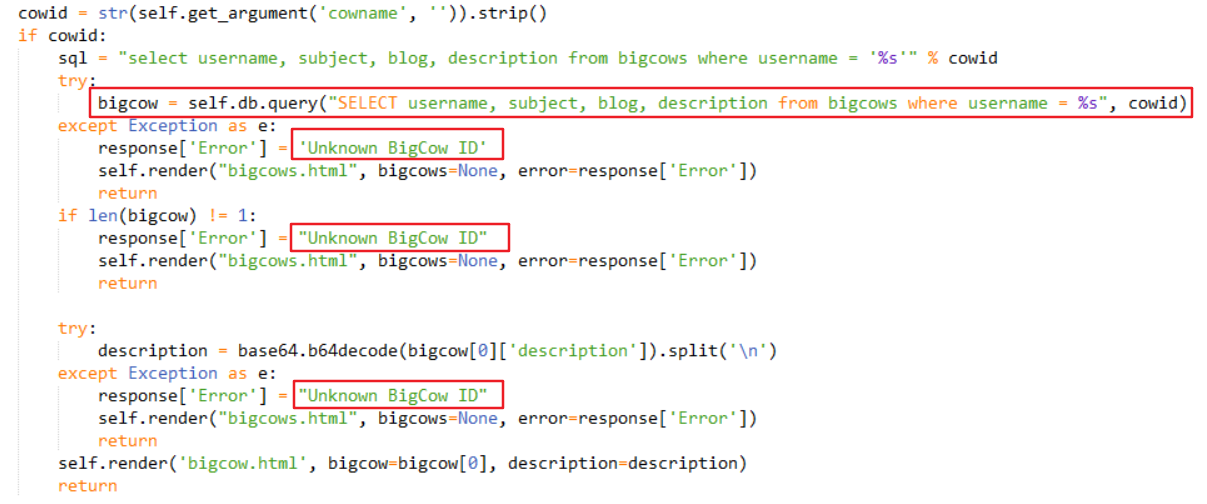 cowid = str(self.get_argument('cowname', '')).strip()
if cowid:
    sql = "select username, subject, blog, description from bigcows where username = '%s'" % cowid
    try:
        bigcow = self.db.query("SELECT username, subject, blog, description from bigcows where username = %s", cowid)
    except Exception as e:
        response['Error'] = 'Unknown BigCow ID'
        self.render("bigcows.html", bigcows=None, error=response['Error'])
        return
    if len(bigcow) != 1:
        response['Error'] = "Unknown BigCow ID"
        self.render("bigcows.html", bigcows=None, error=response['Error'])
        return
    try:
        description = base64.b64decode(bigcow[0]['description']).split('\n')
    except Exception as e:
        response['Error'] = "Unknown BigCow ID"
        self.render("bigcows.html", bigcows=None, error=response['Error'])
        return
    self.render('bigcow.html', bigcow=bigcow[0], description=description)
    return